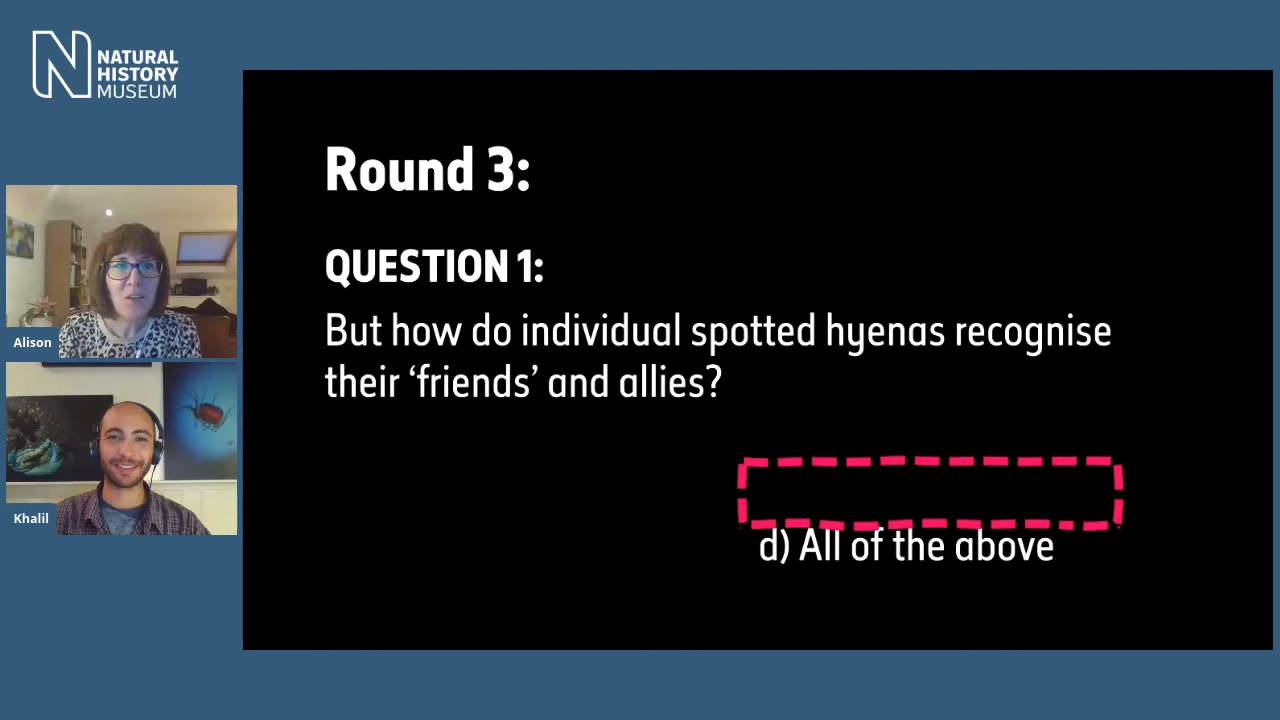 NATURAL
HISTORY
MUSEUM
Round 3:
QUESTION 1:
But how do individual spotted hyenas recognise
their ‘friends’ and allies?
d) All of the above
Alison
Khalil